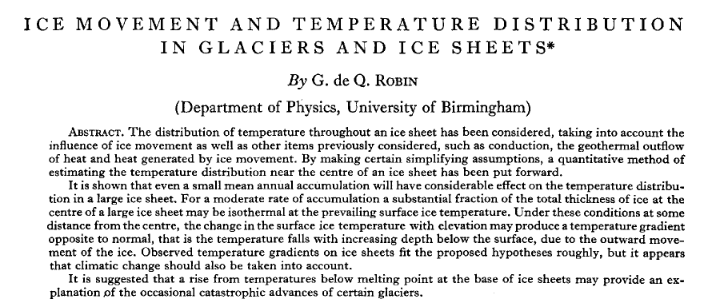 ICE MOVEMENT AND TEMPERATURE DISTRIBUTION
IN GLACIERS AND ICE SHEETS*
By G. de Q. ROBIN
(Department of Physics, University of Birmingham)
ABSTRACT. The distribution of temperature throughout an ice sheet has been considered, taking into account the
influence of ice movement as well as other items previously considered, such as conduction, the geothermal outflow
of heat and heat generated by ice movement. By making certain simplifying assumptions, a quantitative method of
estimating the temperature distribution near the centre of an ice sheet has been put forward.
It is shown that even a small mean annual accumulation will have considerable effect on the temperature distribu-
tion in a large ice sheet. For a moderate rate of accumulation a substantial fraction of the total thickness of ice at the
centre of a large ice sheet may be isothermal at the prevailing surface ice temperature. Under these conditions at some
distance from the centre, the change in the surface ice temperature with elevation may produce a temperature gradient
opposite to normal, that is the temperature falls with increasing depth below the surface, due to the outward move-
ment of the ice. Observed temperature gradients on ice sheets fit the proposed hypotheses roughly, but it appears
that climatic change should also be taken into account.
It is suggested that a rise from temperatures below melting point at the base of ice sheets may provide an ex-
planation of the occasional catastrophic advances of certain glaciers.